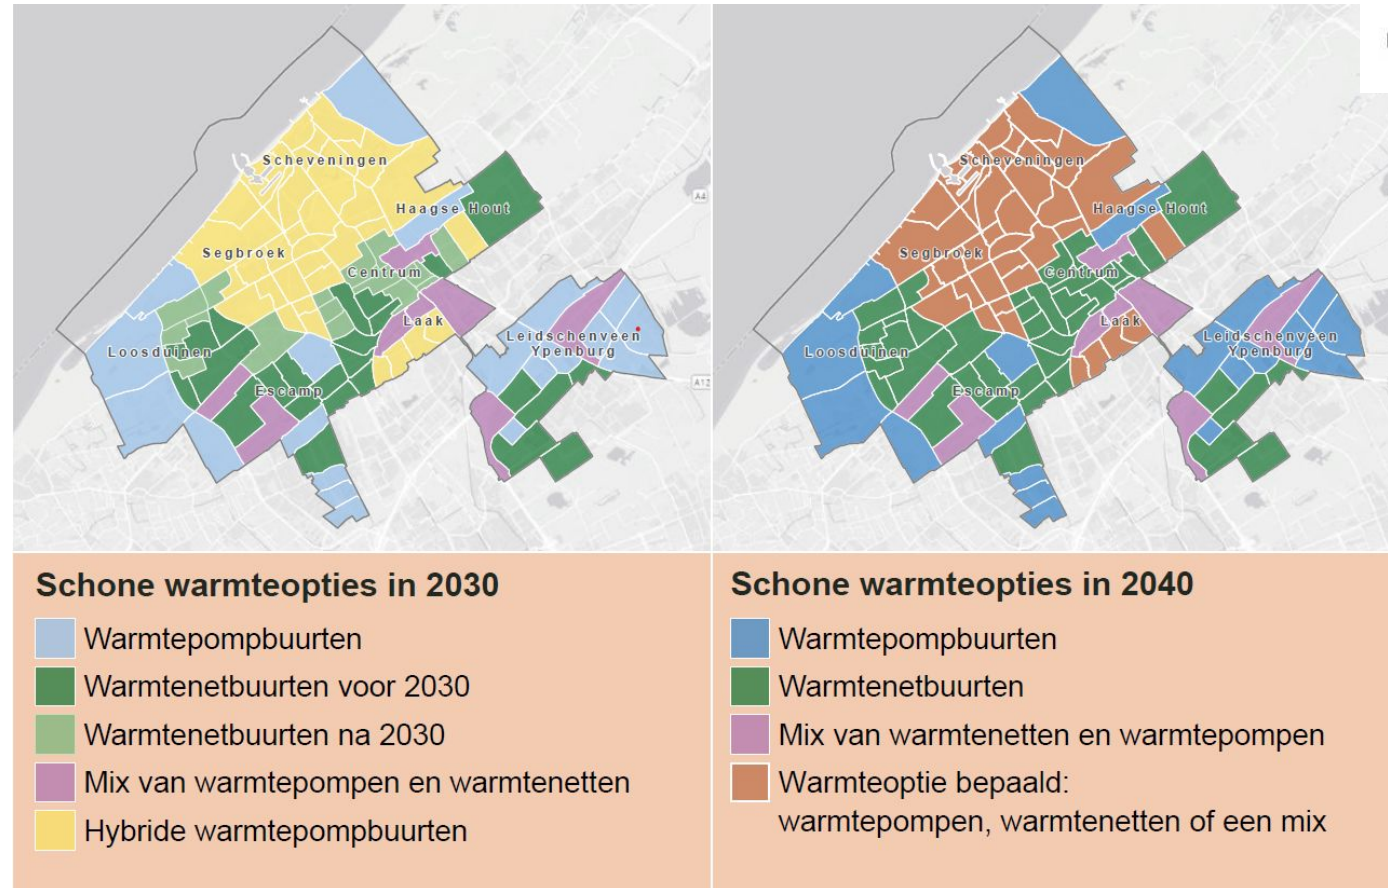 Scheveningen
Haagse Hout
Segbroek
Centrum
Laak
Loosduinen
Escamp
Leidschenveen
Ypenburg
A4
A12
Scheveningen
Haagse Hout
Segbroek
Centrum
Laak
Loosduinen
Escamp
Leidschenveen
Ypenburg
Schone warmteopties in 2030
Warmtepompbuurten
Warmtenetbuurten voor 2030
Warmtenetbuurten na 2030
Mix van warmtepompen en warmtenetten
Hybride warmtepompbuurten
Schone warmteopties in 2040
Warmtepompbuurten
Warmtenetbuurten
Mix van warmtenetten en warmtepompen
Warmteoptie bepaald:
warmtepompen, warmtenetten of een mix